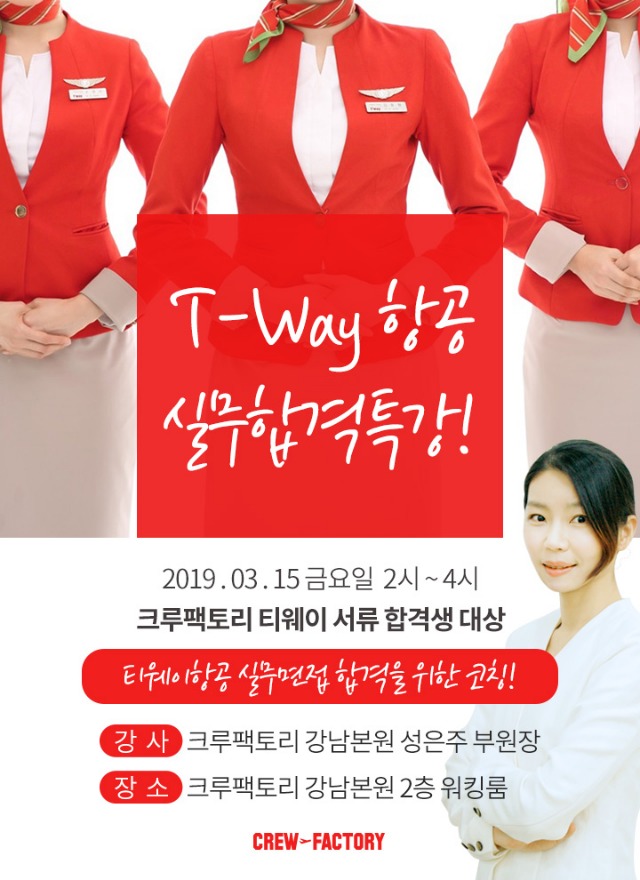 T-Way 항공
실무합격특강!
2019.03.15 금요일 2시~4시
크루팩토리 티웨이 서류 합격생 대상
티웨이항공 실무면접 합격을 위한 코칭!
강 사 크루팩토리 강남본원 성은주 부원장
장 소 크루팩토리 강남본원 2층 워킹룸
CREW FACTORY